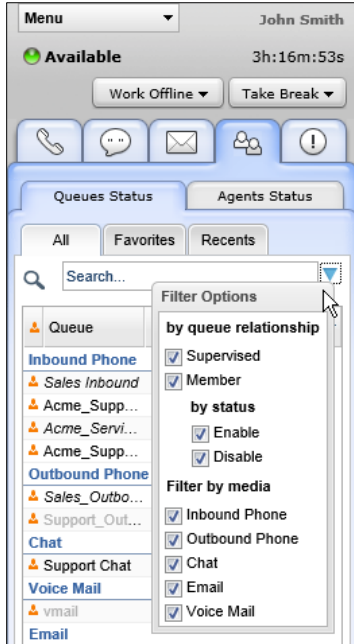 Menu
John Smith
Available
3h:16m:53s
Work Offline
Take Break
Queues Status
Agents Status
All
Favorites
Recents
Search...
Filter Options
Queue
by queue relationship
Supervised
Member
by status
Enable
Disable
Filter by media
Inbound Phone
Outbound Phone
Chat
Email
Voice Mail
Inbound Phone
Sales Inbound
Acme_Supp...
Acme_Servi...
Acme_Supp...
Outbound Phone
Sales_Outbo...
Support_Out...
Chat
Support Chat
Voice Mail
vmail
Email